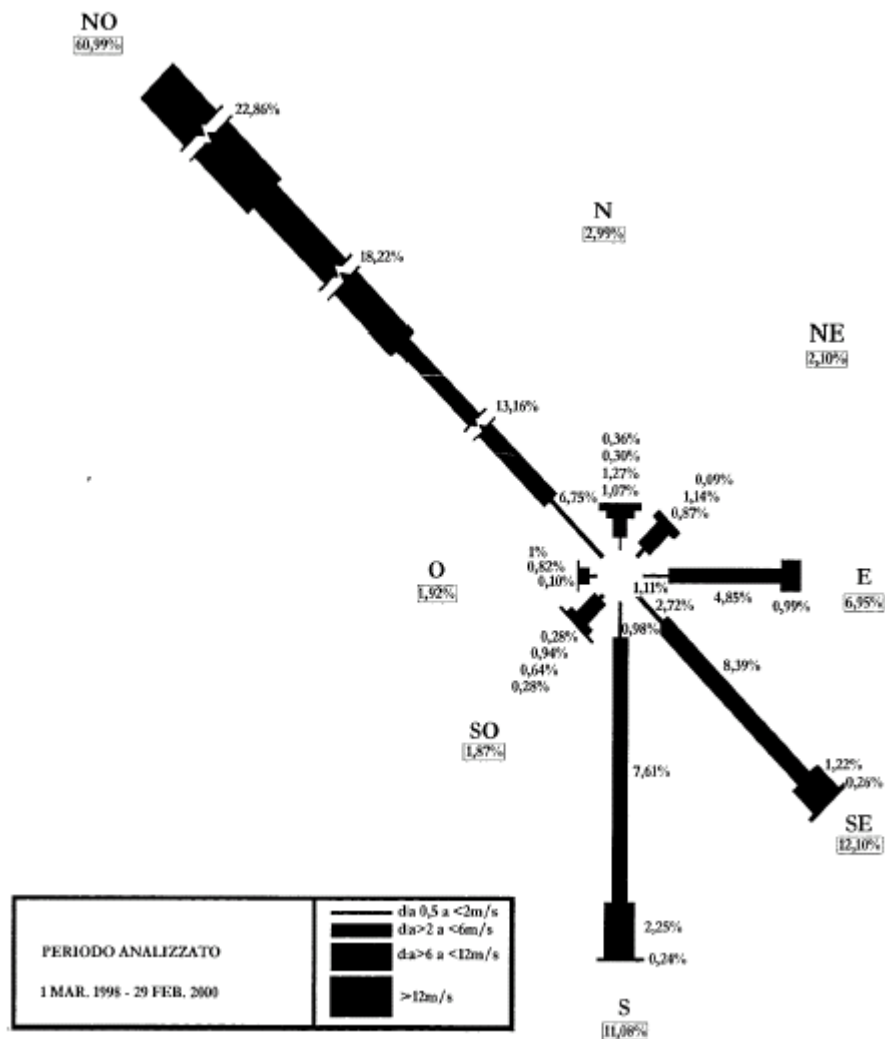 NO
60,99%
22,86%
N
2,99%
18,22%
NE
2,10%
13,16%
0,36%
0,30%
1,27%
1,07%
0,09%
1,14%
0,87%
6,75%
O
1,92%
1%
0,82%
0,10%
1,11%
2,72%
0,98%
4,85%
0,99%
E
6,95%
0,28%
0,94%
0,64%
0,28%
8,39%
SO
1,87%
7,61%
1,22%
0,26%
SE
12,10%
2,25%
0,24%
S
11,08%
PERIODO ANALIZZATO
1 MAR. 1998 - 29 FEB. 2000
da 0,5 a <2m/s
da>2 a <6m/s
da>6 a <12m/s
>12m/s